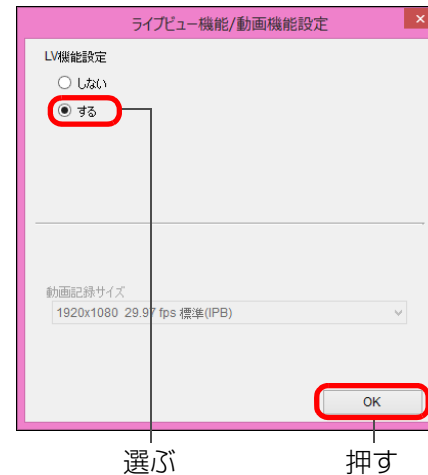 ライブビュー機能/動画機能設定
LV機能設定
しない
する
動画記録サイズ
1920x1080 29.97 fps 標準(IPB)
OK
選ぶ
押す